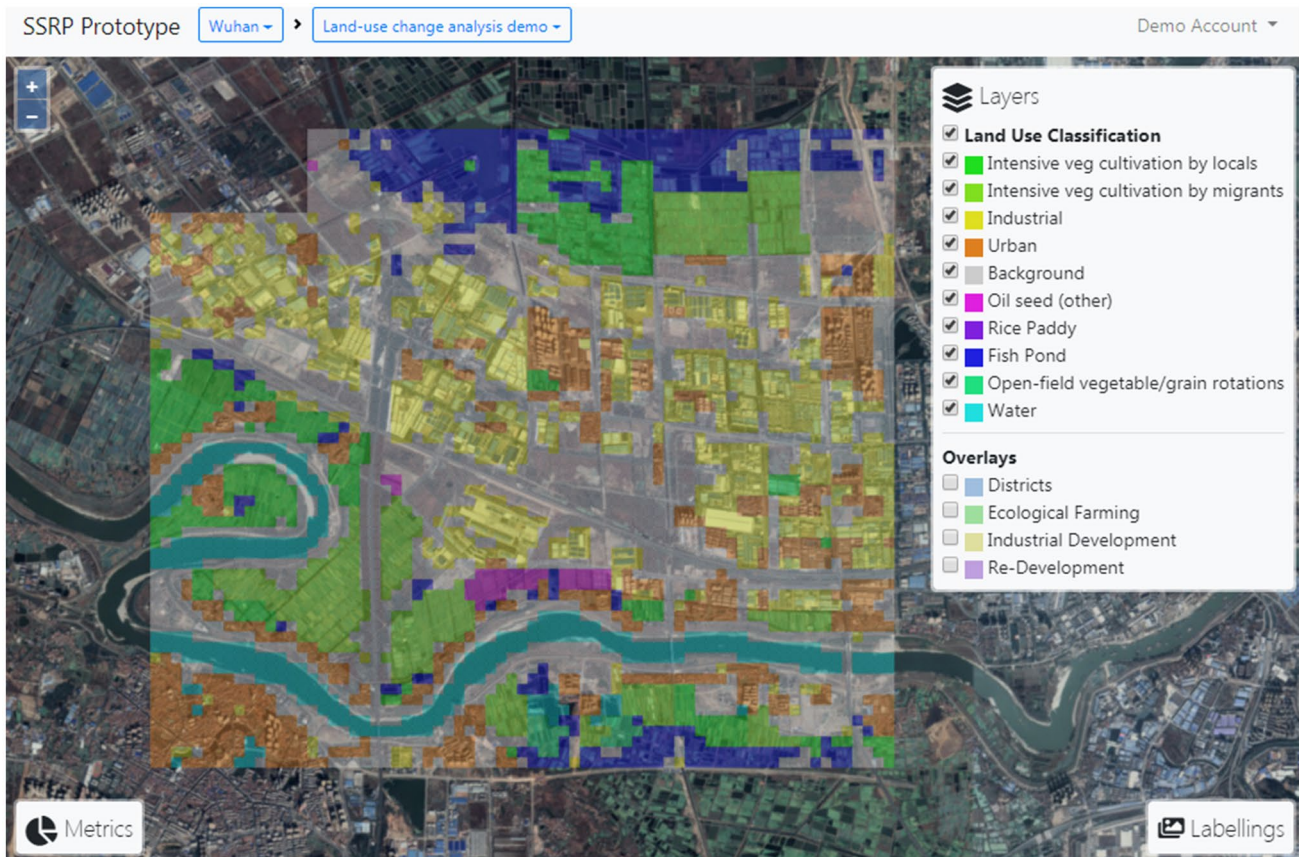 SSRP Prototype Wuhan > Land-use change analysis demo Demo Account
+
−
Layers
Land Use Classification
Intensive veg cultivation by locals
Intensive veg cultivation by migrants
Industrial
Urban
Background
Oil seed (other)
Rice Paddy
Fish Pond
Open-field vegetable/grain rotations
Water
Overlays
Districts
Ecological Farming
Industrial Development
Re-Development
Metrics
Labellings